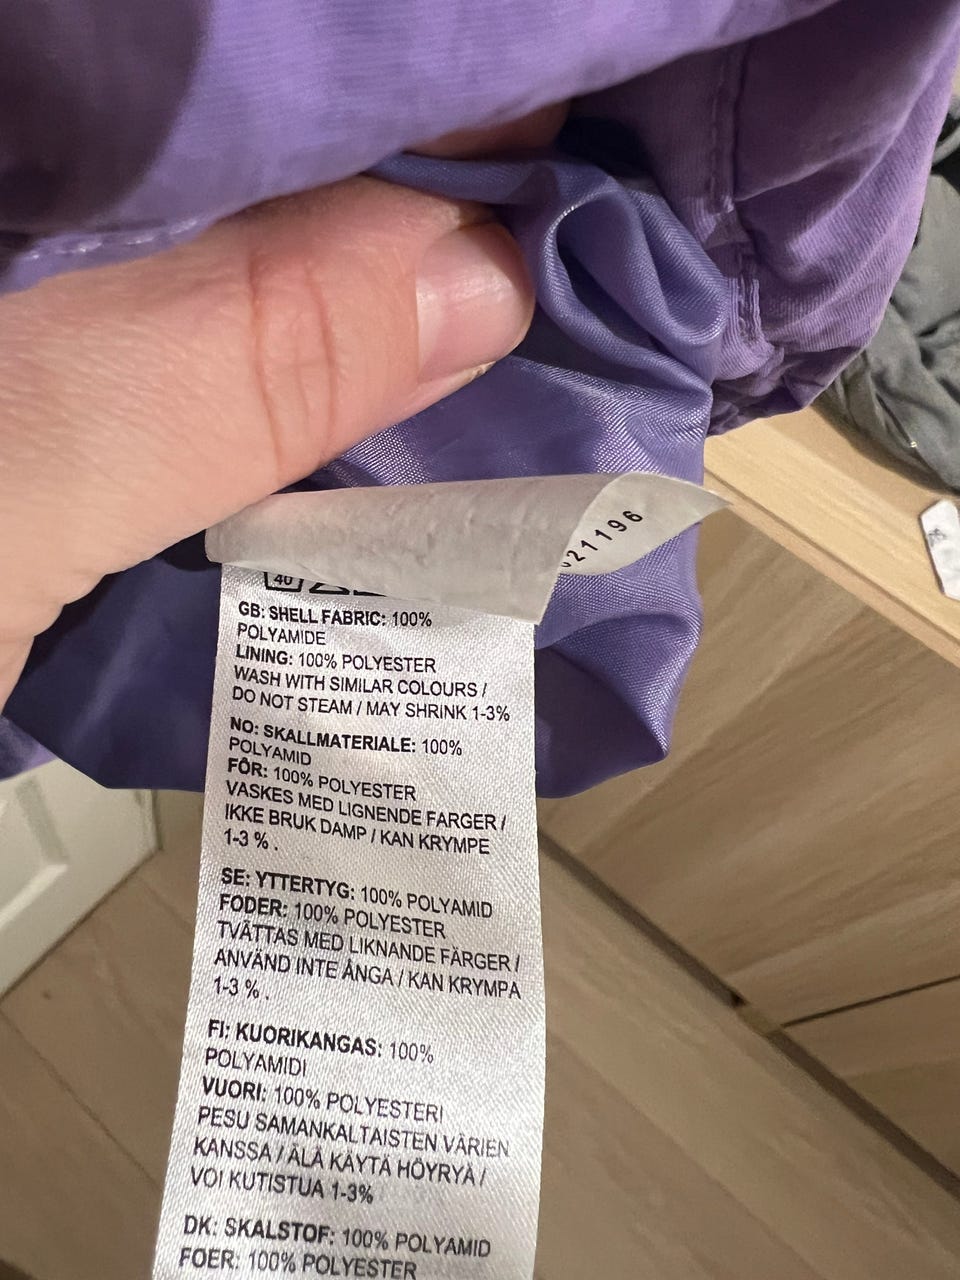 21196
40
GB: SHELL FABRIC: 100%
POLYAMIDE
LINING: 100% POLYESTER
WASH WITH SIMILAR COLOURS /
DO NOT STEAM / MAY SHRINK 1-3%
NO: SKALLMATERIALE: 100%
POLYAMID
FÔR: 100% POLYESTER
VASKES MED LIGNENDE FARGER /
IKKE BRUK DAMP / KAN KRYMPE
1-3 % .
SE: YTTERTYG: 100% POLYAMID
FODER: 100% POLYESTER
TVÄTTAS MED LIKNANDE FÄRGER /
ANVÄND INTE ÅNGA / KAN KRYMPA
1-3 % .
FI: KUORIKANGAS: 100%
POLYAMIDI
VUORI: 100% POLYESTERI
PESU SAMANKALTAISTEN VÄRIEN
KANSSA / ÄLÄ KÄYTÄ HÖYRYÄ /
VOI KUTISTUA 1-3%
DK: SKALSTOF: 100% POLYAMID
FOER: 100% POLYESTER